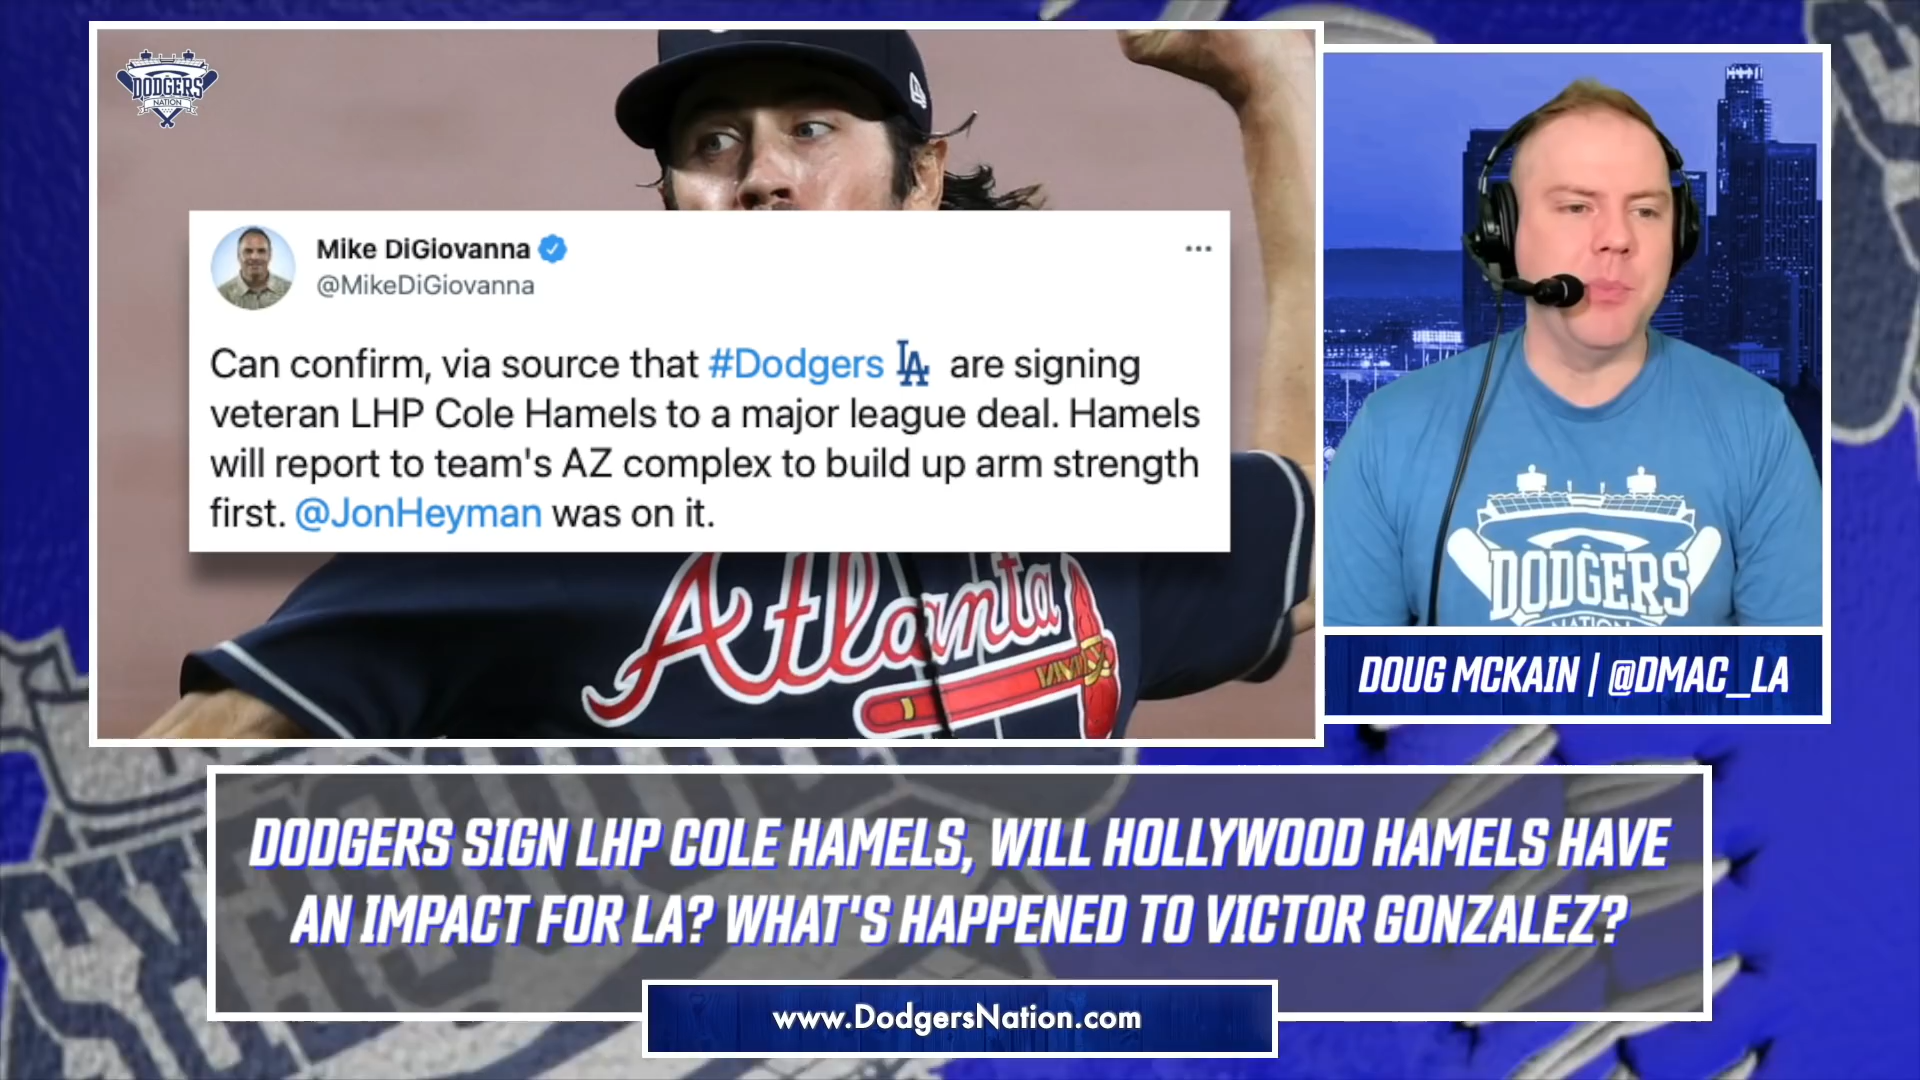 DODGERS
NATION
Mike DiGiovanna
@MikeDiGiovanna
Can confirm, via source that #Dodgers LA are signing
veteran LHP Cole Hamels to a major league deal. Hamels
will report to team's AZ complex to build up arm strength
first. @JonHeyman was on it.
Atlanta
DODGERS
NATION
DOUG MCKAIN | @DMAC_LA
DODGERS SIGN LHP COLE HAMELS, WILL HOLLYWOOD HAMELS HAVE
AN IMPACT FOR LA? WHAT'S HAPPENED TO VICTOR GONZALEZ?
www.DodgersNation.com